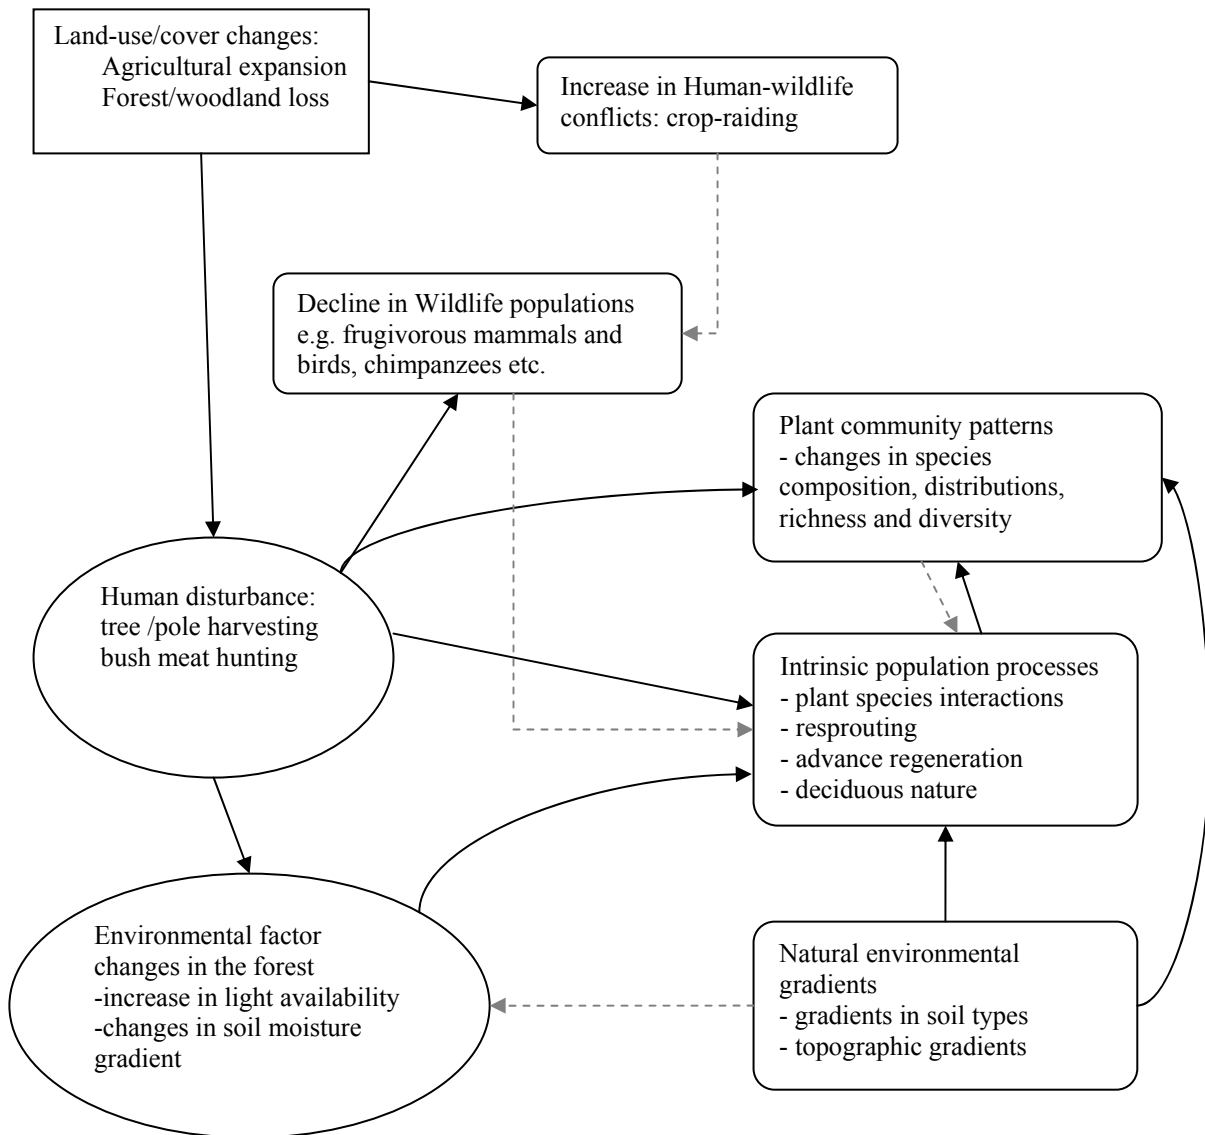 Land-use/cover changes:
Agricultural expansion
Forest/woodland loss
Increase in Human-wildlife
conflicts: crop-raiding
Decline in Wildlife populations
e.g. frugivorous mammals and
birds, chimpanzees etc.
Plant community patterns
- changes in species
composition, distributions,
richness and diversity
Human disturbance:
tree /pole harvesting
bush meat hunting
Intrinsic population processes
- plant species interactions
- resprouting
- advance regeneration
- deciduous nature
Environmental factor
changes in the forest
-increase in light availability
-changes in soil moisture
gradient
Natural environmental
gradients
- gradients in soil types
- topographic gradients